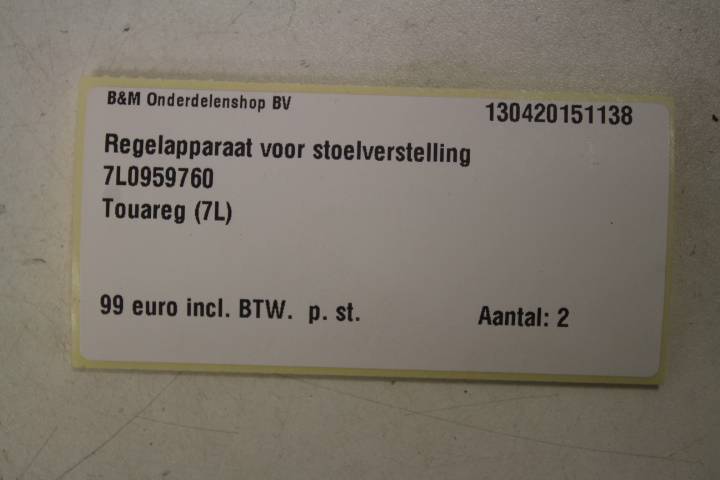 B&M Onderdelenshop BV
130420151138
Regelapparaat voor stoelverstelling
7L0959760
Touareg (7L)
99 euro incl. BTW. p. st.
Aantal: 2